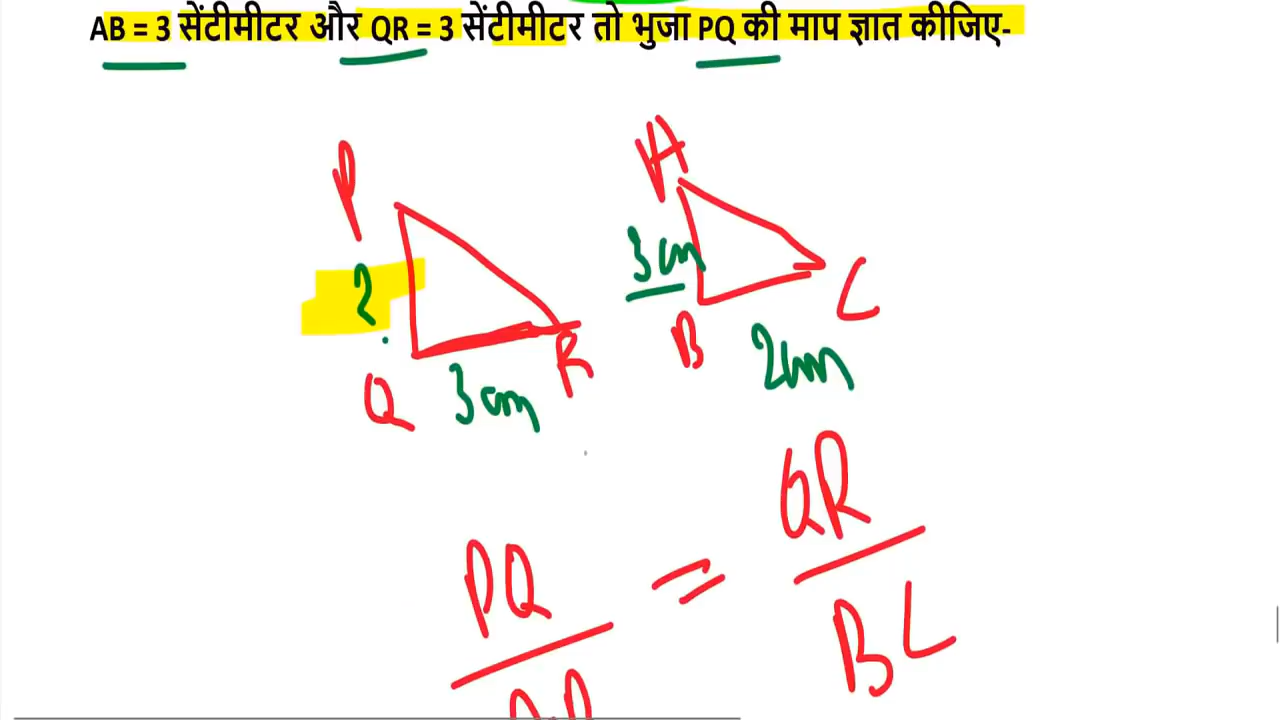 AB = 3 सेंटीमीटर और QR = 3 सेंटीमीटर तो भुजा PQ की माप ज्ञात कीजिए-
P A
3cm
?
C
Q 3cm R B 2cm
PQ = QR
BC